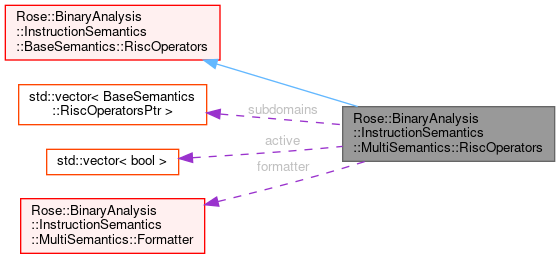 Rose::BinaryAnalysis
::InstructionSemantics
::BaseSemantics::RiscOperators
std::vector< BaseSemantics
::RiscOperatorsPtr >
subdomains
Rose::BinaryAnalysis
::InstructionSemantics
::MultiSemantics::RiscOperators
active
std::vector< bool >
formatter
Rose::BinaryAnalysis
::InstructionSemantics
::MultiSemantics::Formatter